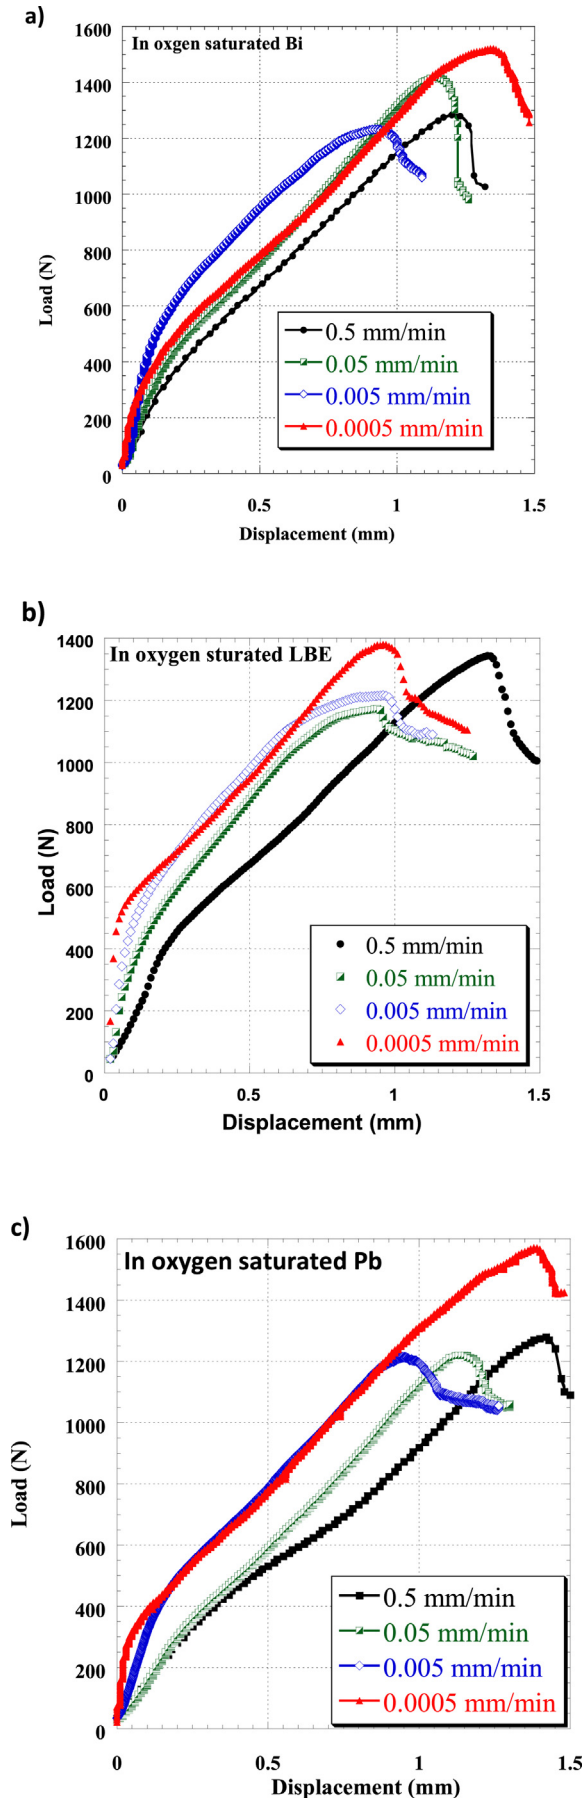 a)
1600
In oxgen saturated Bi
1400
1200
1000
800
600
400
200
0
Load (N)
0.5 mm/min
0.05 mm/min
0.005 mm/min
0.0005 mm/min
0 0.5 1 1.5
Displacement (mm)
b)
1400
In oxygen sturated LBE
1200
1000
800
600
400
200
0
Load (N)
0.5 mm/min
0.05 mm/min
0.005 mm/min
0.0005 mm/min
0 0.5 1 1.5
Displacement (mm)
c)
1600
In oxygen saturated Pb
1400
1200
1000
800
600
400
200
0
Load (N)
0.5 mm/min
0.05 mm/min
0.005 mm/min
0.0005 mm/min
0 0.5 1 1.5
Displacement (mm)